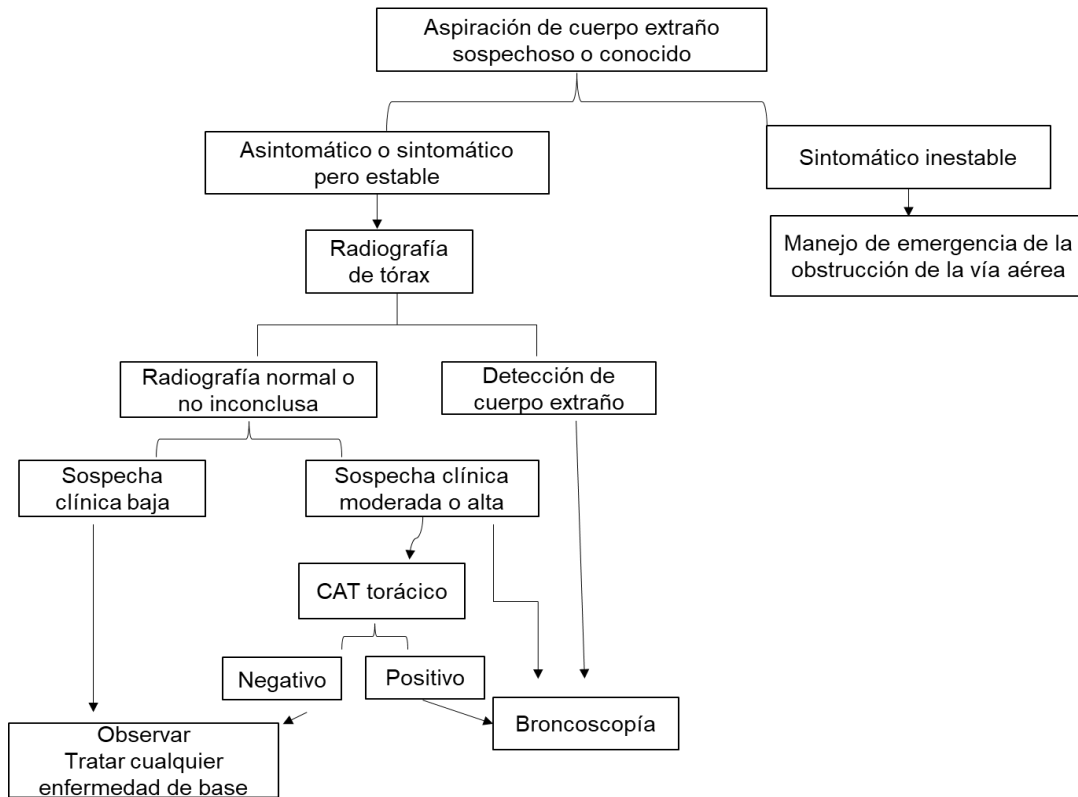 Aspiración de cuerpo extraño
sospechoso o conocido
Asintomático o sintomático
pero estable
Sintomático inestable
Radiografía
de tórax
Manejo de emergencia de la
obstrucción de la vía aérea
Radiografía normal o
no inconclusa
Detección de
cuerpo extraño
Sospecha
clínica baja
Sospecha clínica
moderada o alta
CAT torácico
Negativo
Positivo
Broncoscopía
Observar
Tratar cualquier
enfermedad de base